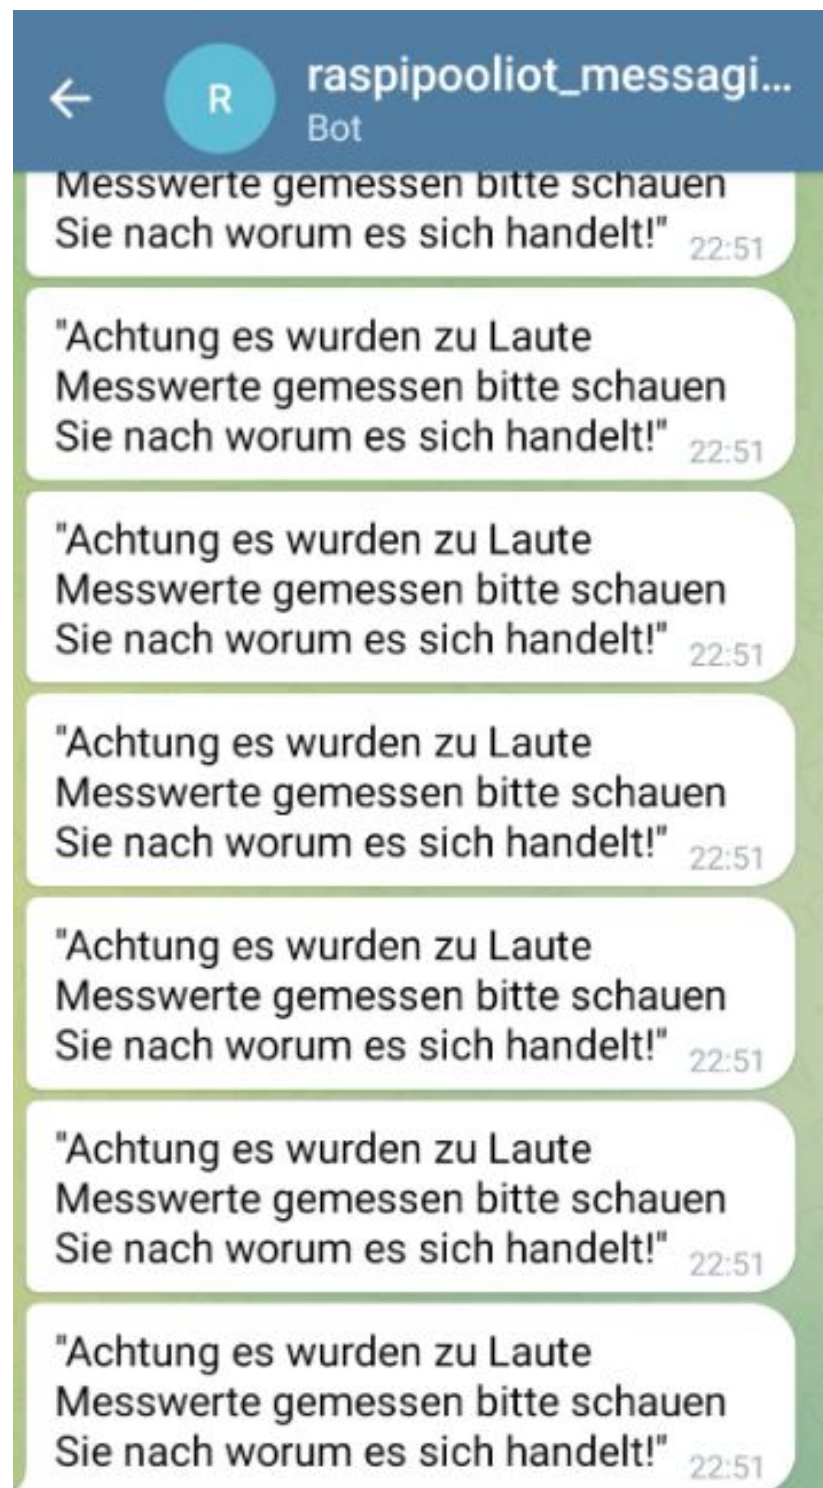 R
raspipooliot_messagi...
Bot
Messwerte gemessen bitte schauen
Sie nach worum es sich handelt!" 22:51
"Achtung es wurden zu Laute
Messwerte gemessen bitte schauen
Sie nach worum es sich handelt!" 22:51
"Achtung es wurden zu Laute
Messwerte gemessen bitte schauen
Sie nach worum es sich handelt!" 22:51
"Achtung es wurden zu Laute
Messwerte gemessen bitte schauen
Sie nach worum es sich handelt!" 22:51
"Achtung es wurden zu Laute
Messwerte gemessen bitte schauen
Sie nach worum es sich handelt!" 22:51
"Achtung es wurden zu Laute
Messwerte gemessen bitte schauen
Sie nach worum es sich handelt!" 22:51
"Achtung es wurden zu Laute
Messwerte gemessen bitte schauen
Sie nach worum es sich handelt!" 22:51